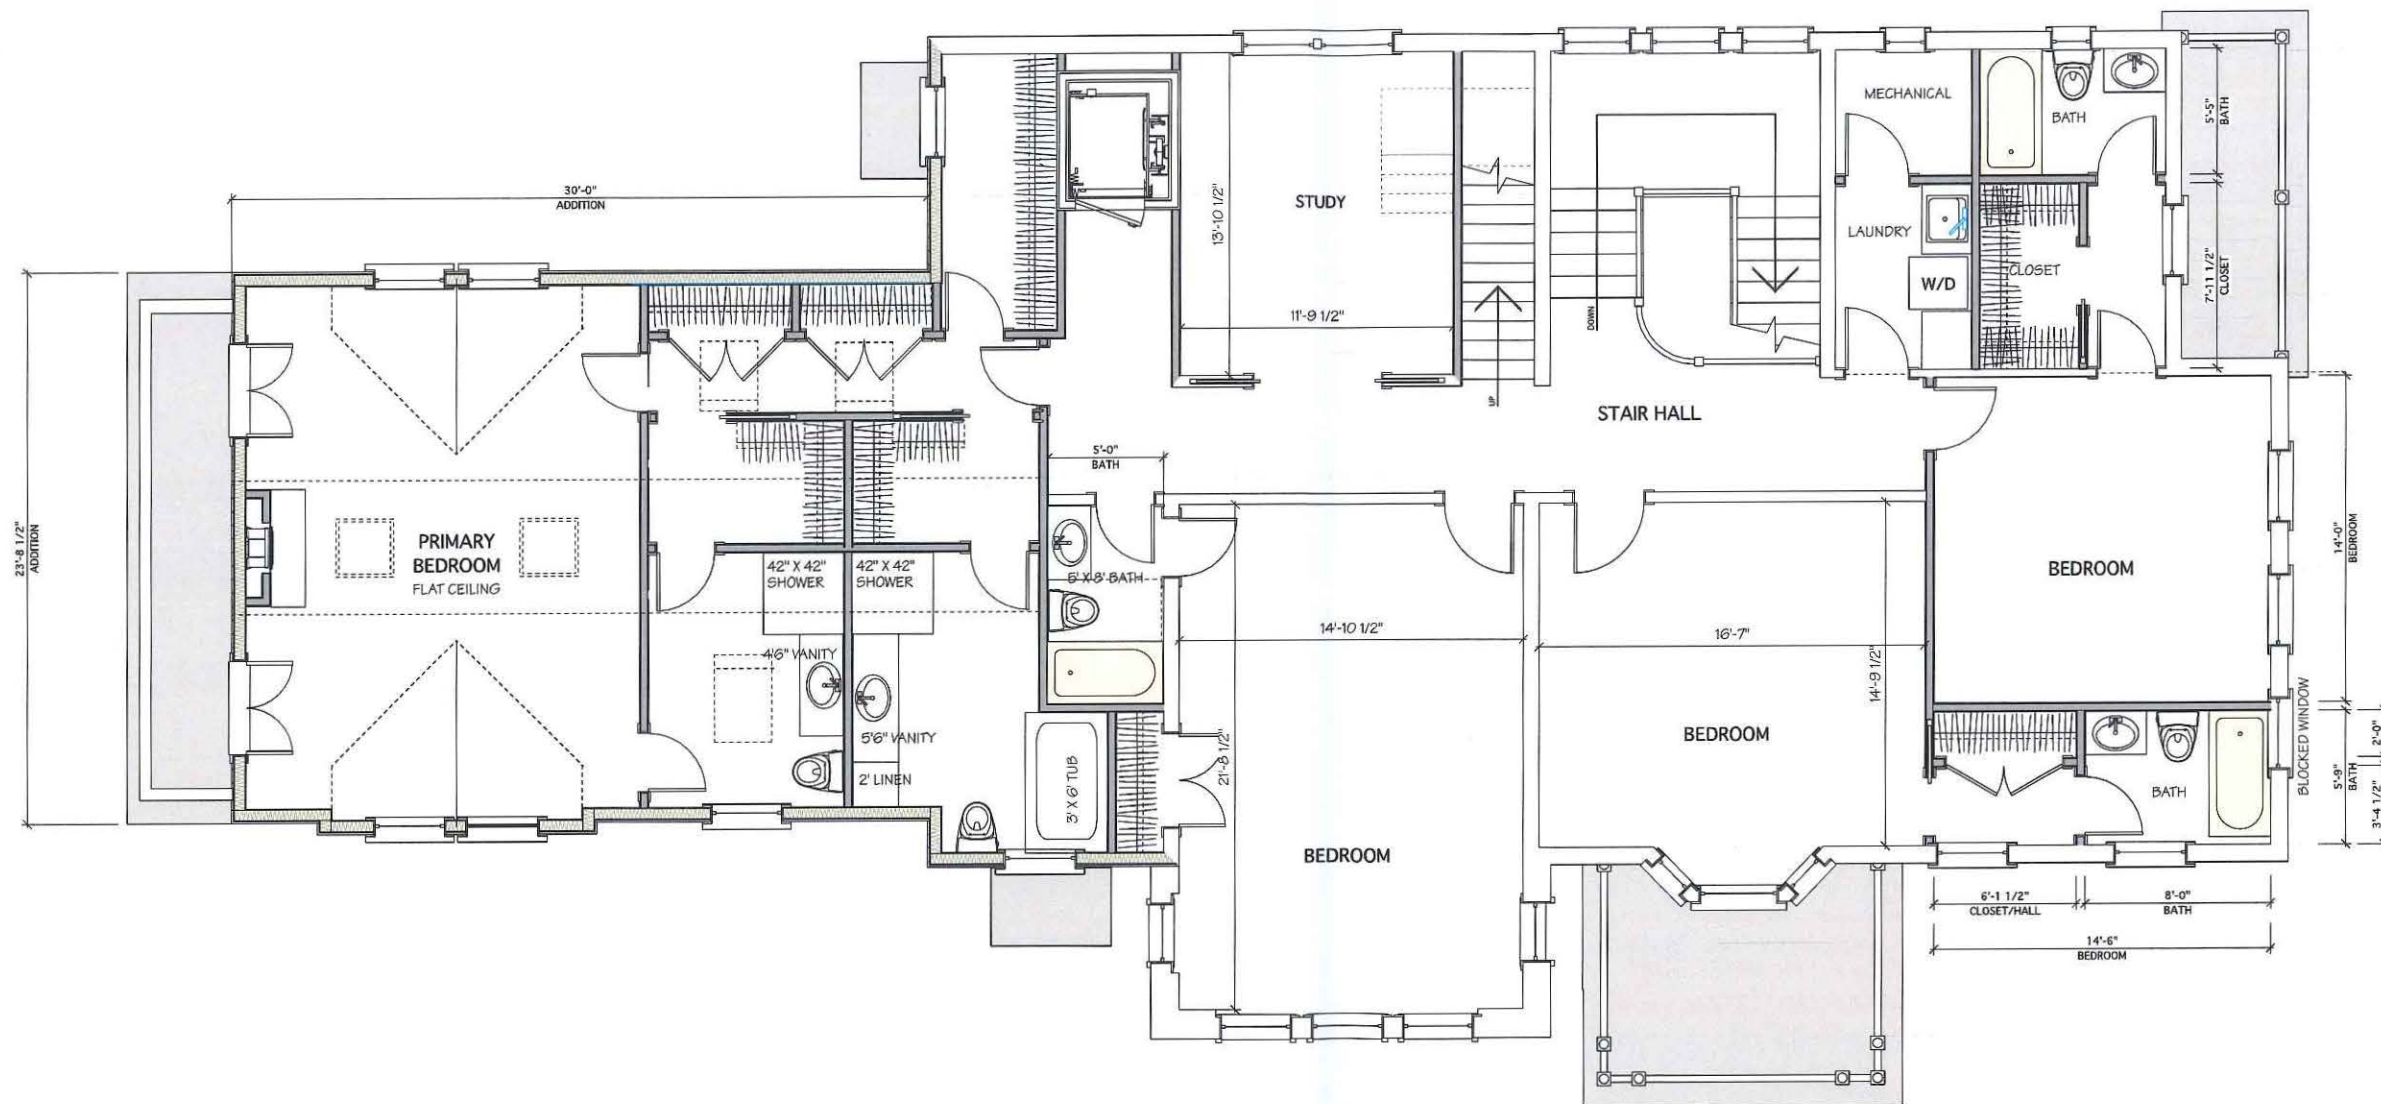 30'-0"
ADDITION
23'-8 1/2"
ADDITION
PRIMARY
BEDROOM
FLAT CEILING
42" X 42"
SHOWER
42" X 42"
SHOWER
4'6" VANITY
5'6" VANITY
2' LINEN
3' X 6' TUB
5'-0"
BATH
5' X 8' BATH
13'-10 1/2"
STUDY
11'-9 1/2"
UP
DOWN
STAIR HALL
MECHANICAL
LAUNDRY
W/D
BATH
CLOSET
5'-5"
BATH
7'-11 1/2"
CLOSET
14'-10 1/2"
21'-8 1/2"
BEDROOM
16'-7"
14'-9 1/2"
BEDROOM
BEDROOM
14'-0"
BEDROOM
BLOCKED WINDOW
BATH
5'-9"
BATH
2'-0"
3'-4 1/2"
6'-1 1/2"
CLOSET/HALL
8'-0"
BATH
14'-6"
BEDROOM